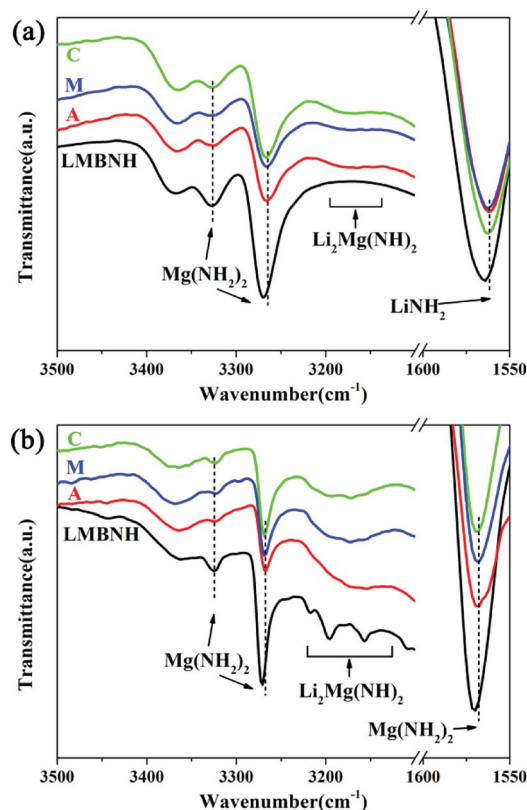 (a)
C
M
A
LMBNH
Mg(NH2)2
Li2Mg(NH)2
LiNH2
Transmittance(a.u.)
3500 3400 3300 3200 1600 1550
Wavenumber(cm-1)
(b)
C
M
A
LMBNH
Mg(NH2)2
Li2Mg(NH)2
Mg(NH2)2
Transmittance(a.u.)
3500 3400 3300 3200 1600 1550
Wavenumber(cm-1)